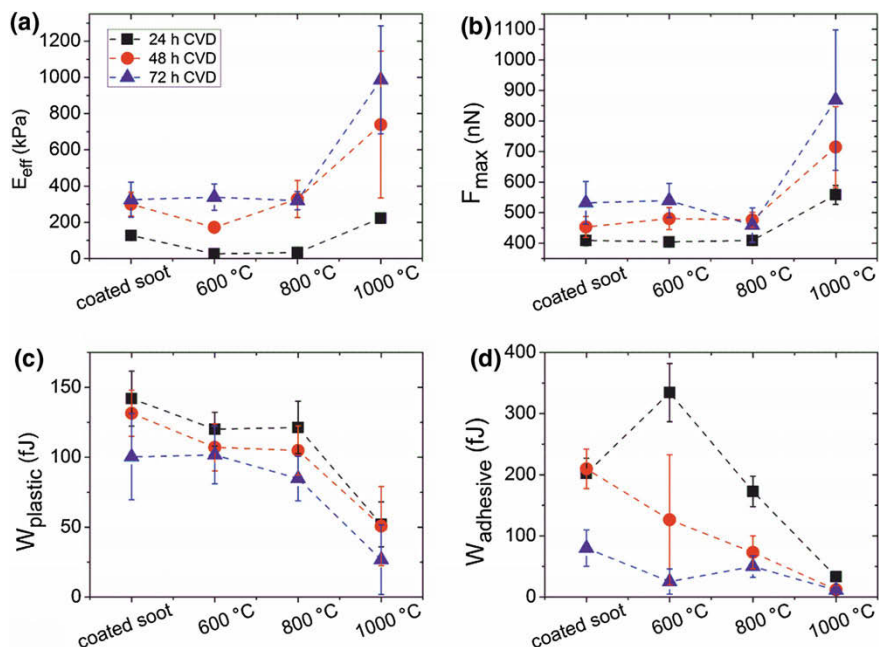 (a)
1200
1000
800
600
400
200
0
E_eff (kPa)
24 h CVD
48 h CVD
72 h CVD
coated soot
600 °C
800 °C
1000 °C
(b)
1100
1000
900
800
700
600
500
400
F_max (nN)
coated soot
600 °C
800 °C
1000 °C
(c)
150
100
50
0
W_plastic (fJ)
coated soot
600 °C
800 °C
1000 °C
(d)
400
300
200
100
0
W_adhesive (fJ)
coated soot
600 °C
800 °C
1000 °C